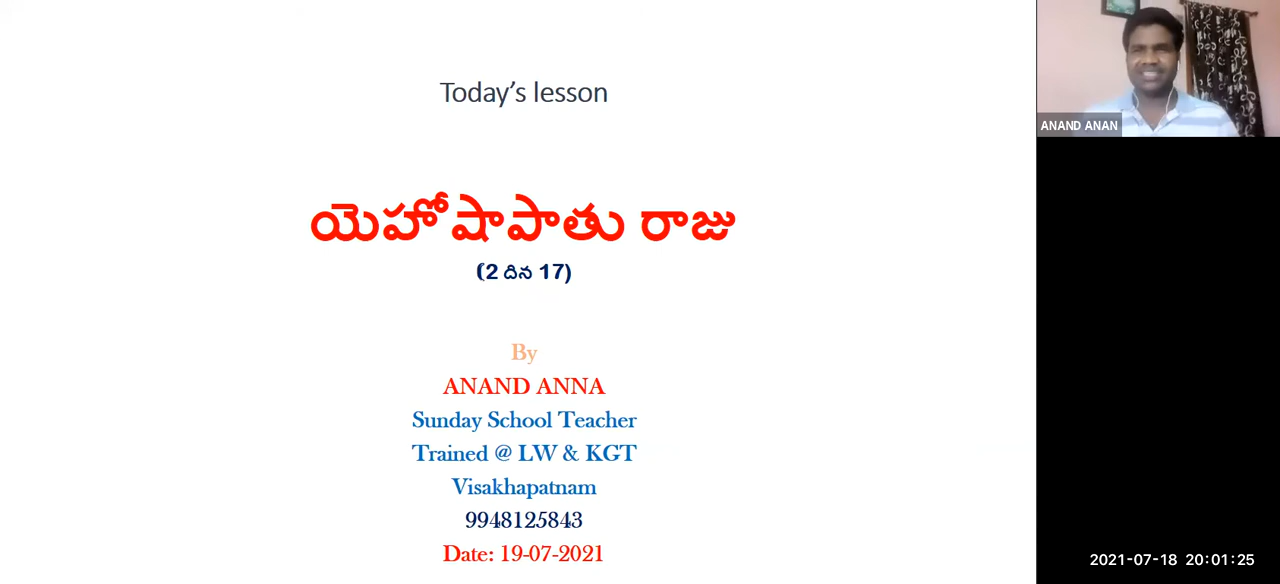 Today's lesson
యెహోషాపాతు రాజు
(2 దిన 17)
By
ANAND ANNA
Sunday School Teacher
Trained @ LW & KGT
Visakhapatnam
9948125843
Date: 19-07-2021
ANAND ANAN
2021-07-18 20:01:25